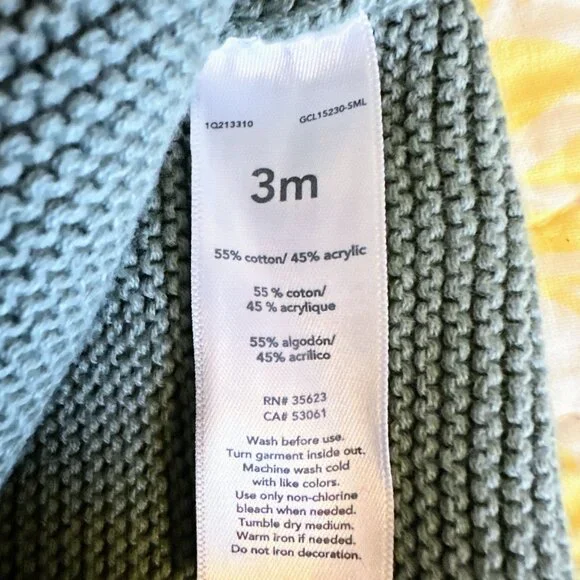 1Q213310
GCL15230-SML
3m
55% cotton/ 45% acrylic
55 % coton/
45 % acrylique
55% algodón/
45% acrílico
RN# 35623
CA# 53061
Wash before use.
Turn garment inside out.
Machine wash cold
with like colors.
Use only non-chlorine
bleach when needed.
Tumble dry medium.
Warm iron if needed.
Do not iron decoration.